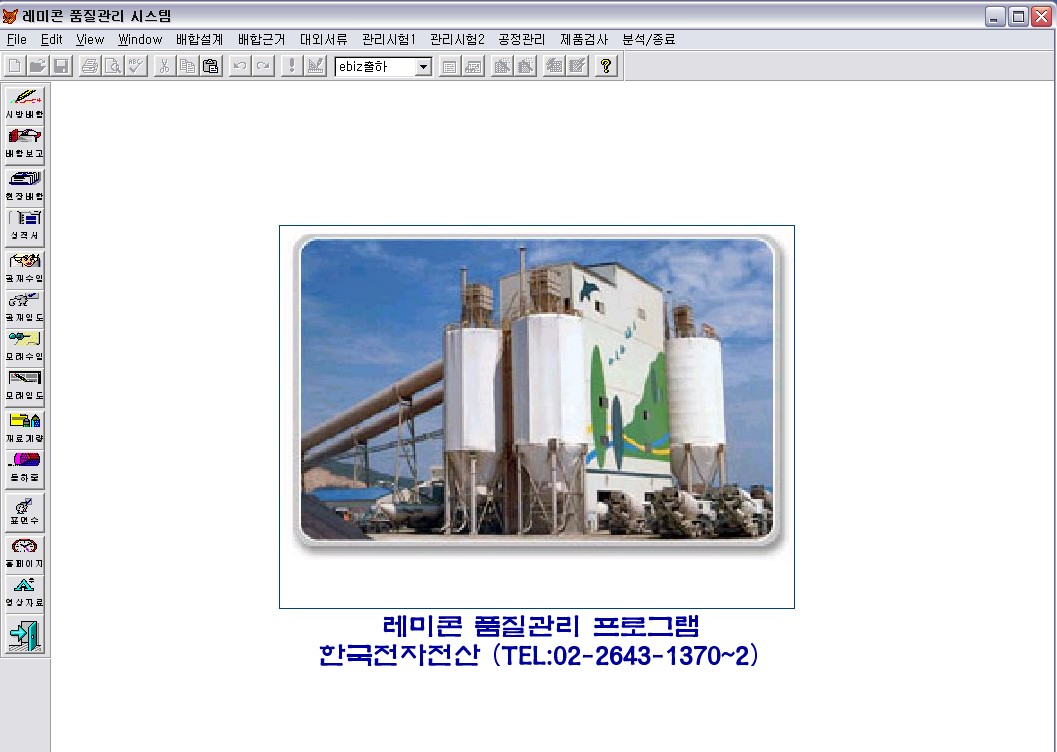 레미콘 품질관리 시스템
File Edit View Window 배합설계 배합근거 대외서류 관리시험1 관리시험2 공정관리 제품검사 분석/종료
ebiz출하
시방배합
배합보고
현장배합
성적서
골재수입
골재입도
모래수입
모래입도
재료계량
동하중
표면수
홈페이지
영상자료
레미콘 품질관리 프로그램
한국전자전산 (TEL:02-2643-1370~2)